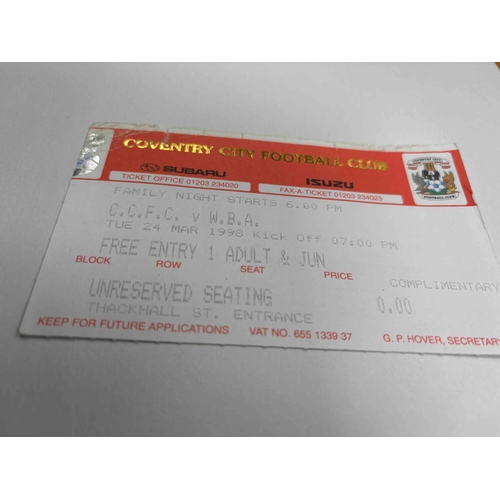 COVENTRY CITY FOOTBALL CLUB
SUBARU ISUZU
TICKET OFFICE 01203 234020 FAX-A-TICKET 01203 234025
FAMILY NIGHT STARTS 6.00 PM
C.C.F.C. v W.B.A.
TUE 24 MAR 1998 Kick Off 07:00 PM
FREE ENTRY 1 ADULT & JUN
BLOCK ROW SEAT PRICE COMPLIMENTARY
UNRESERVED SEATING 0.00
THACKHALL ST. ENTRANCE
KEEP FOR FUTURE APPLICATIONS VAT NO. 655 1339 37 G. P. HOVER, SECRETARY